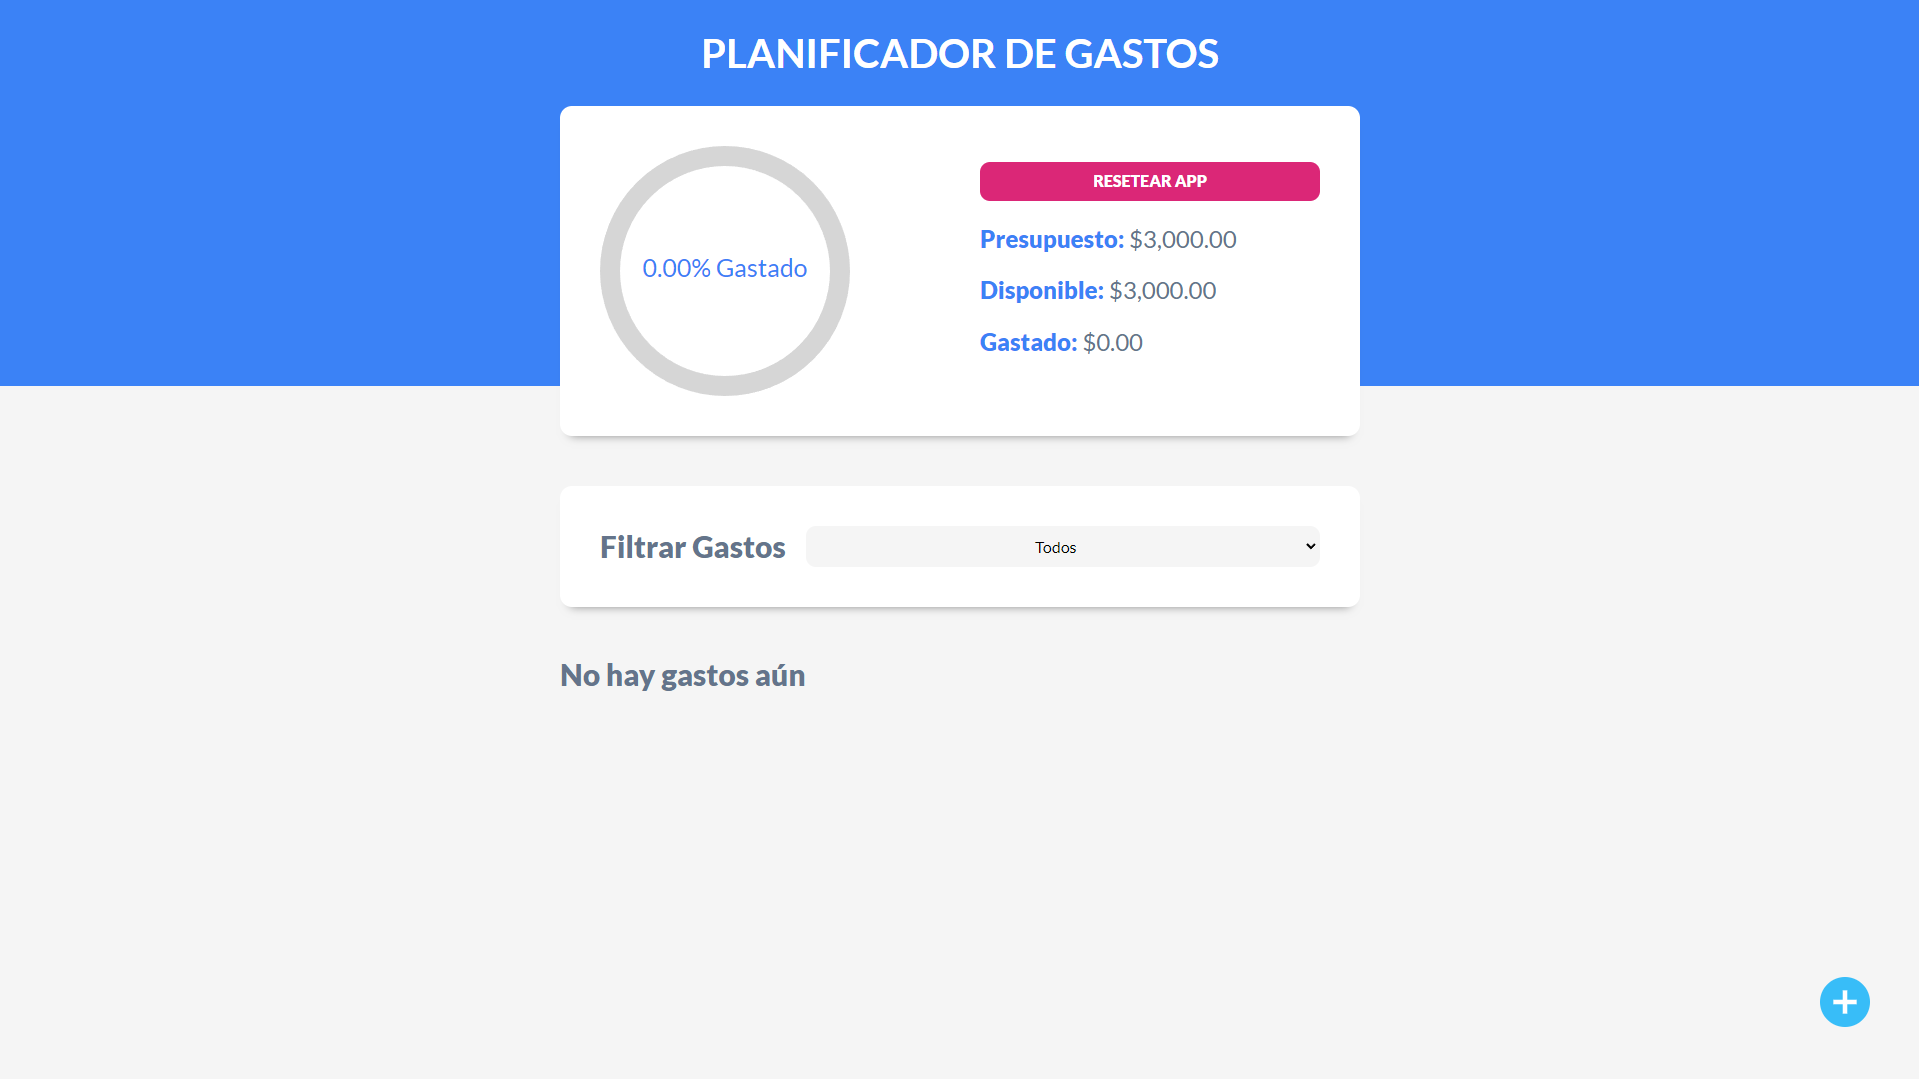 PLANIFICADOR DE GASTOS
0.00% Gastado
RESETEAR APP
Presupuesto: $3,000.00
Disponible: $3,000.00
Gastado: $0.00
Filtrar Gastos
Todos
No hay gastos aún